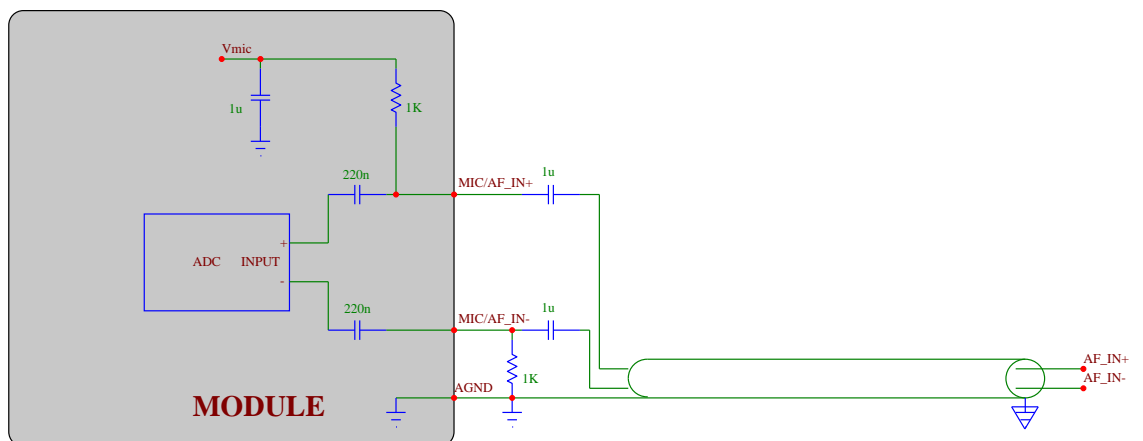 Vmic
1u
1K
220n
MIC/AF_IN+
1u
+
ADC INPUT
-
220n
MIC/AF_IN-
1u
1K
AF_IN+
AF_IN-
AGND
MODULE